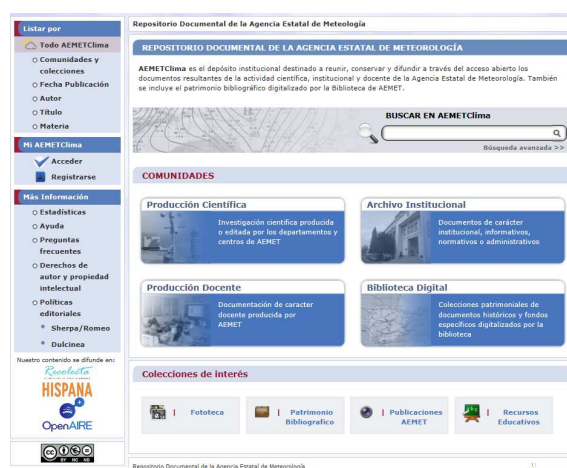 Listar por
Todo AEMETClima
Comunidades y
colecciones
Fecha Publicación
Autor
Título
Materia
Mi AEMETClima
Acceder
Registrarse
Más Información
Estadísticas
Ayuda
Preguntas
frecuentes
Derechos de
autor y propiedad
intelectual
Políticas
editoriales
Sherpa/Romeo
Dulcinea
Nuestro contenido se difunde en:
Recolecta
HISPANA
OpenAIRE
BY NC ND
Repositorio Documental de la Agencia Estatal de Meteología
REPOSITORIO DOCUMENTAL DE LA AGENCIA ESTATAL DE METEOROLOGÍA
AEMETClima es el depósito institucional destinado a reunir, conservar y difundir a través del acceso abierto los
documentos resultantes de la actividad científica, institucional y docente de la Agencia Estatal de Meteorología. También
se incluye el patrimonio bibliográfico digitalizado por la Biblioteca de AEMET.
BUSCAR EN AEMETClima
Búsqueda avanzada >>
COMUNIDADES
Producción Científica
Investigación científica producida
o editada por los departamentos y
centros de AEMET
Archivo Institucional
Documentos de carácter
institucional, informativos,
normativos o administrativos
Producción Docente
Documentación de caracter
docente producida por
AEMET
Biblioteca Digital
Colecciones patrimoniales de
documentos históricos y fondos
específicos digitalizados por la
biblioteca
Colecciones de interés
Fototeca
Patrimonio
Bibliografico
Publicaciones
AEMET
Recursos
Educativos
Repositorio Documental de la Agencia Estatal de Meteorología